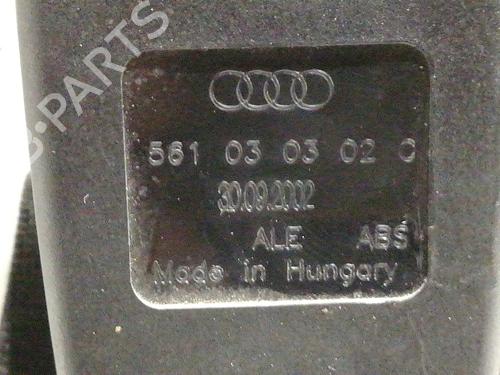 B-PARTS
561 03 03 02 C
30.09.2002
ALE ABS
Made in Hungary